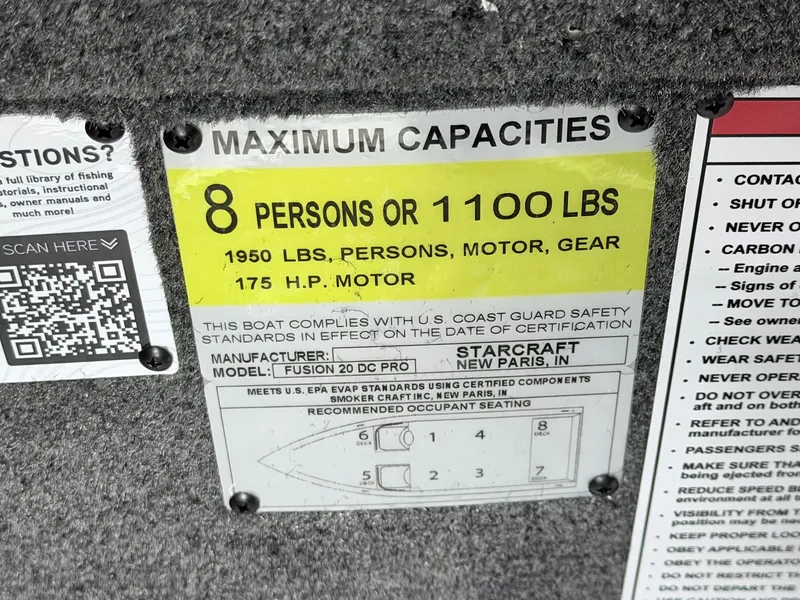 STIONS?
full library of fishing
utorials, instructional
s, owner manuals and
much more!
SCAN HERE
MAXIMUM CAPACITIES
8 PERSONS OR 1100 LBS
1950 LBS, PERSONS, MOTOR, GEAR
175 H.P. MOTOR
THIS BOAT COMPLIES WITH U.S. COAST GUARD SAFETY
STANDARDS IN EFFECT ON THE DATE OF CERTIFICATION
MANUFACTURER: STARCRAFT
MODEL: FUSION 20 DC PRO NEW PARIS, IN
MEETS U.S. EPA EVAP STANDARDS USING CERTIFIED COMPONENTS
SMOKER CRAFT INC, NEW PARIS, IN
RECOMMENDED OCCUPANT SEATING
6 DECK 1 4 8 DECK
5 DECK 2 3 7 DECK
• CONTAC
• SHUT OF
• NEVER O
• CARBON
-- Engine a
-- Signs of
-- MOVE TO
-- See owne
• CHECK WEA
• WEAR SAFET
• NEVER OPER
• DO NOT OVER
aft and on both
• REFER TO AND
manufacturer fo
• PASSENGERS S
• MAKE SURE THA
being ejected from
• REDUCE SPEED B
environment at all t
• VISIBILITY FROM T
position may be ne
• KEEP PROPER LOO
• OBEY APPLICABLE
• OBEY THE OPERATO
• DO NOT RESTRICT T
• DO NOT DEPART THE